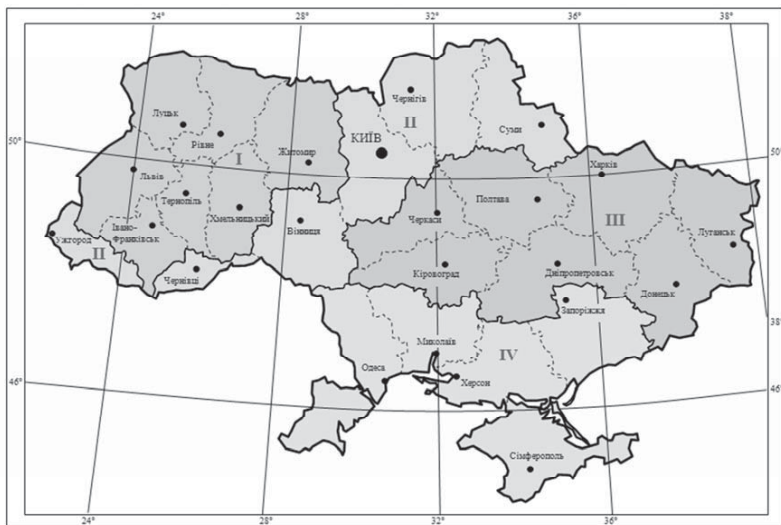 24°
28°
32°
36°
38°
Чернігів
Луцьк
II
Суми
Рівне
КИЇВ
50°
I
Житомир
50°
Харків
Львів
Тернопіль
Полтава
Хмельницький
Черкаси
III
Івано-
Франківськ
Вінниця
Ужгород
Луганськ
II
Чернівці
Кіровоград
Дніпропетровськ
Донецьк
Запоріжжя
38°
Миколаїв
IV
Одеса
46°
Херсон
46°
Сімферополь
24°
28°
32°
36°